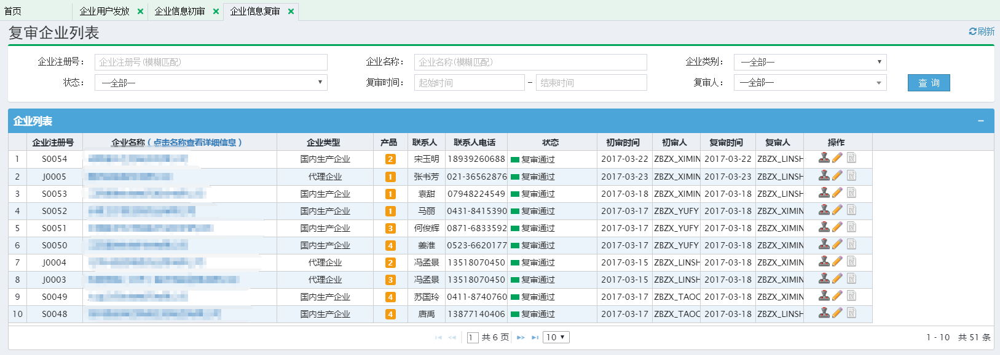 首页 企业用户发放 企业信息初审 企业信息复审
复审企业列表 刷新
企业注册号： 企业注册号(模糊匹配) 企业名称： 企业名称(模糊匹配) 企业类别： —全部—
状态： —全部— 复审时间： 起始时间 – 结束时间 复审人： —全部— 查 询
企业列表
企业注册号 企业名称（点击名称查看详细信息） 企业类型 产品 联系人 联系人电话 状态 初审时间 初审人 复审时间 复审人 操作
1 S0054 国内生产企业 2 宋玉明 18939260688 复审通过 2017-03-22 ZBZX_XIMIN 2017-03-22 ZBZX_LINSH
2 J0005 代理企业 1 张书芳 021-36562876 复审通过 2017-03-23 ZBZX_XIMIN 2017-03-23 ZBZX_LINSH
3 S0053 国内生产企业 1 袁甜 07948224549 复审通过 2017-03-18 ZBZX_XIMIN 2017-03-18 ZBZX_LINSH
4 S0052 国内生产企业 1 马丽 0431-8415390 复审通过 2017-03-17 ZBZX_YUFY 2017-03-18 ZBZX_XIMIN
5 S0051 国内生产企业 3 何俊辉 0871-6833592 复审通过 2017-03-17 ZBZX_YUFY 2017-03-18 ZBZX_XIMIN
6 S0050 国内生产企业 4 姜淮 0523-6620177 复审通过 2017-03-17 ZBZX_YUFY 2017-03-18 ZBZX_XIMIN
7 J0004 代理企业 2 冯孟景 13518070450 复审通过 2017-03-15 ZBZX_LINSH 2017-03-18 ZBZX_XIMIN
8 J0003 代理企业 3 冯孟景 13518070450 复审通过 2017-03-15 ZBZX_LINSH 2017-03-18 ZBZX_XIMIN
9 S0049 国内生产企业 4 苏国玲 0411-8740760 复审通过 2017-03-17 ZBZX_TAOC 2017-03-18 ZBZX_XIMIN
10 S0048 国内生产企业 4 唐禹 13877140406 复审通过 2017-03-17 ZBZX_TAOC 2017-03-18 ZBZX_LINSH
1 共 6 页 10 1 - 10 共 51 条